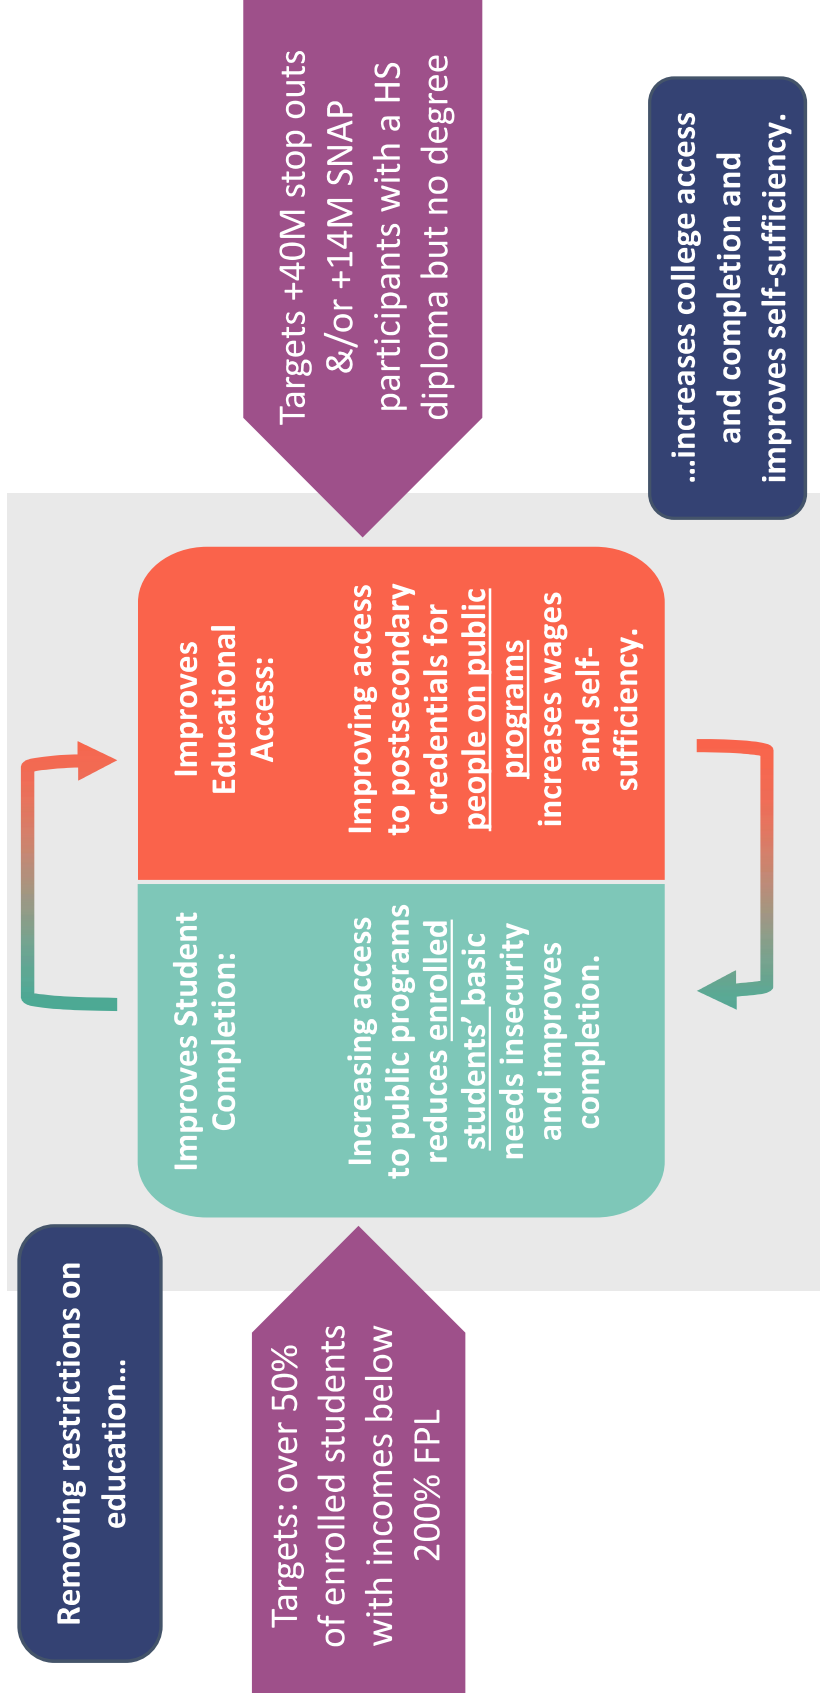 Removing restrictions on
education...
Targets: over 50%
of enrolled students
with incomes below
200% FPL
Improves Student
Completion:
Increasing access
to public programs
reduces enrolled
students’ basic
needs insecurity
and improves
completion.
Improves
Educational
Access:
Improving access
to postsecondary
credentials for
people on public
programs
increases wages
and self-
sufficiency.
Targets +40M stop outs
&/or +14M SNAP
participants with a HS
diploma but no degree
...increases college access
and completion and
improves self-sufficiency.